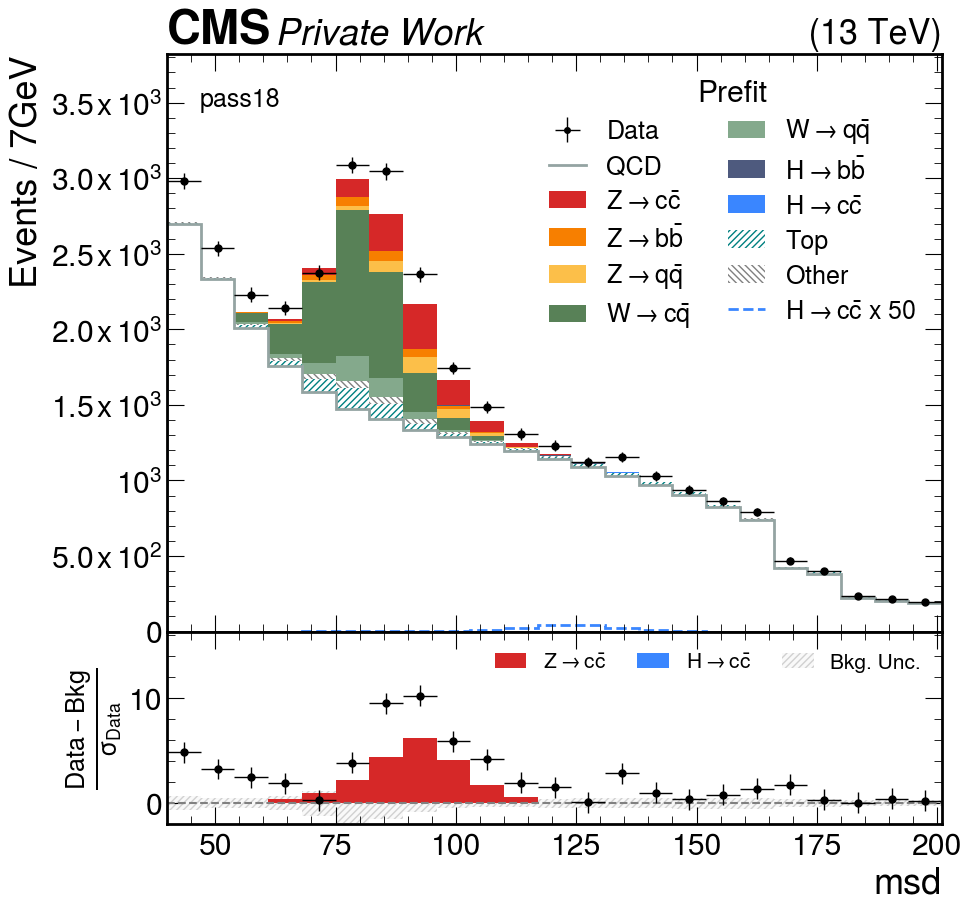 CMS Private Work (13 TeV)
Events / 7GeV
pass18
Prefit
Data
QCD
Z → cc̄
Z → bb̄
Z → qq̄
W → cq̄
W → qq̄
H → bb̄
H → cc̄
Top
Other
H → cc̄ x 50
3.5 x 10³
3.0 x 10³
2.5 x 10³
2.0 x 10³
1.5 x 10³
10³
5.0 x 10²
0
Z → cc̄ H → cc̄ Bkg. Unc.
Data – Bkg
σData
10
0
50 75 100 125 150 175 200
msd